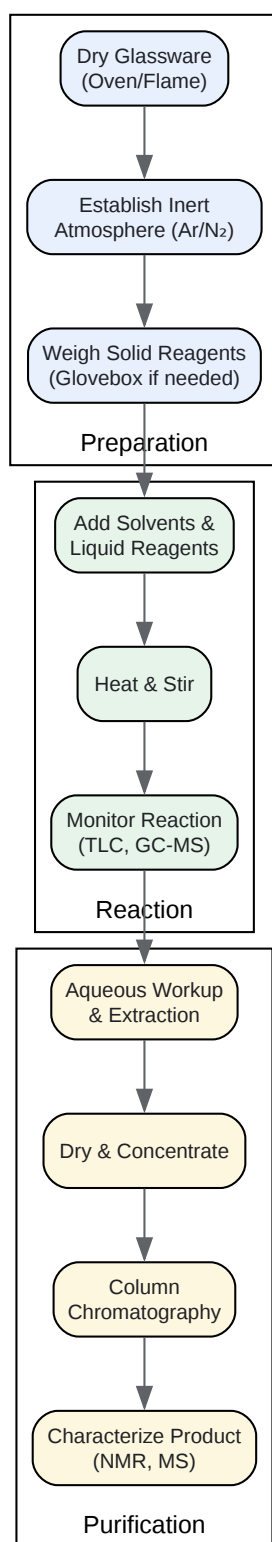 Dry Glassware
(Oven/Flame)
Establish Inert
Atmosphere (Ar/N₂)
Weigh Solid Reagents
(Glovebox if needed)
Preparation
Add Solvents &
Liquid Reagents
Heat & Stir
Monitor Reaction
(TLC, GC-MS)
Reaction
Aqueous Workup
& Extraction
Dry & Concentrate
Column
Chromatography
Characterize Product
(NMR, MS)
Purification